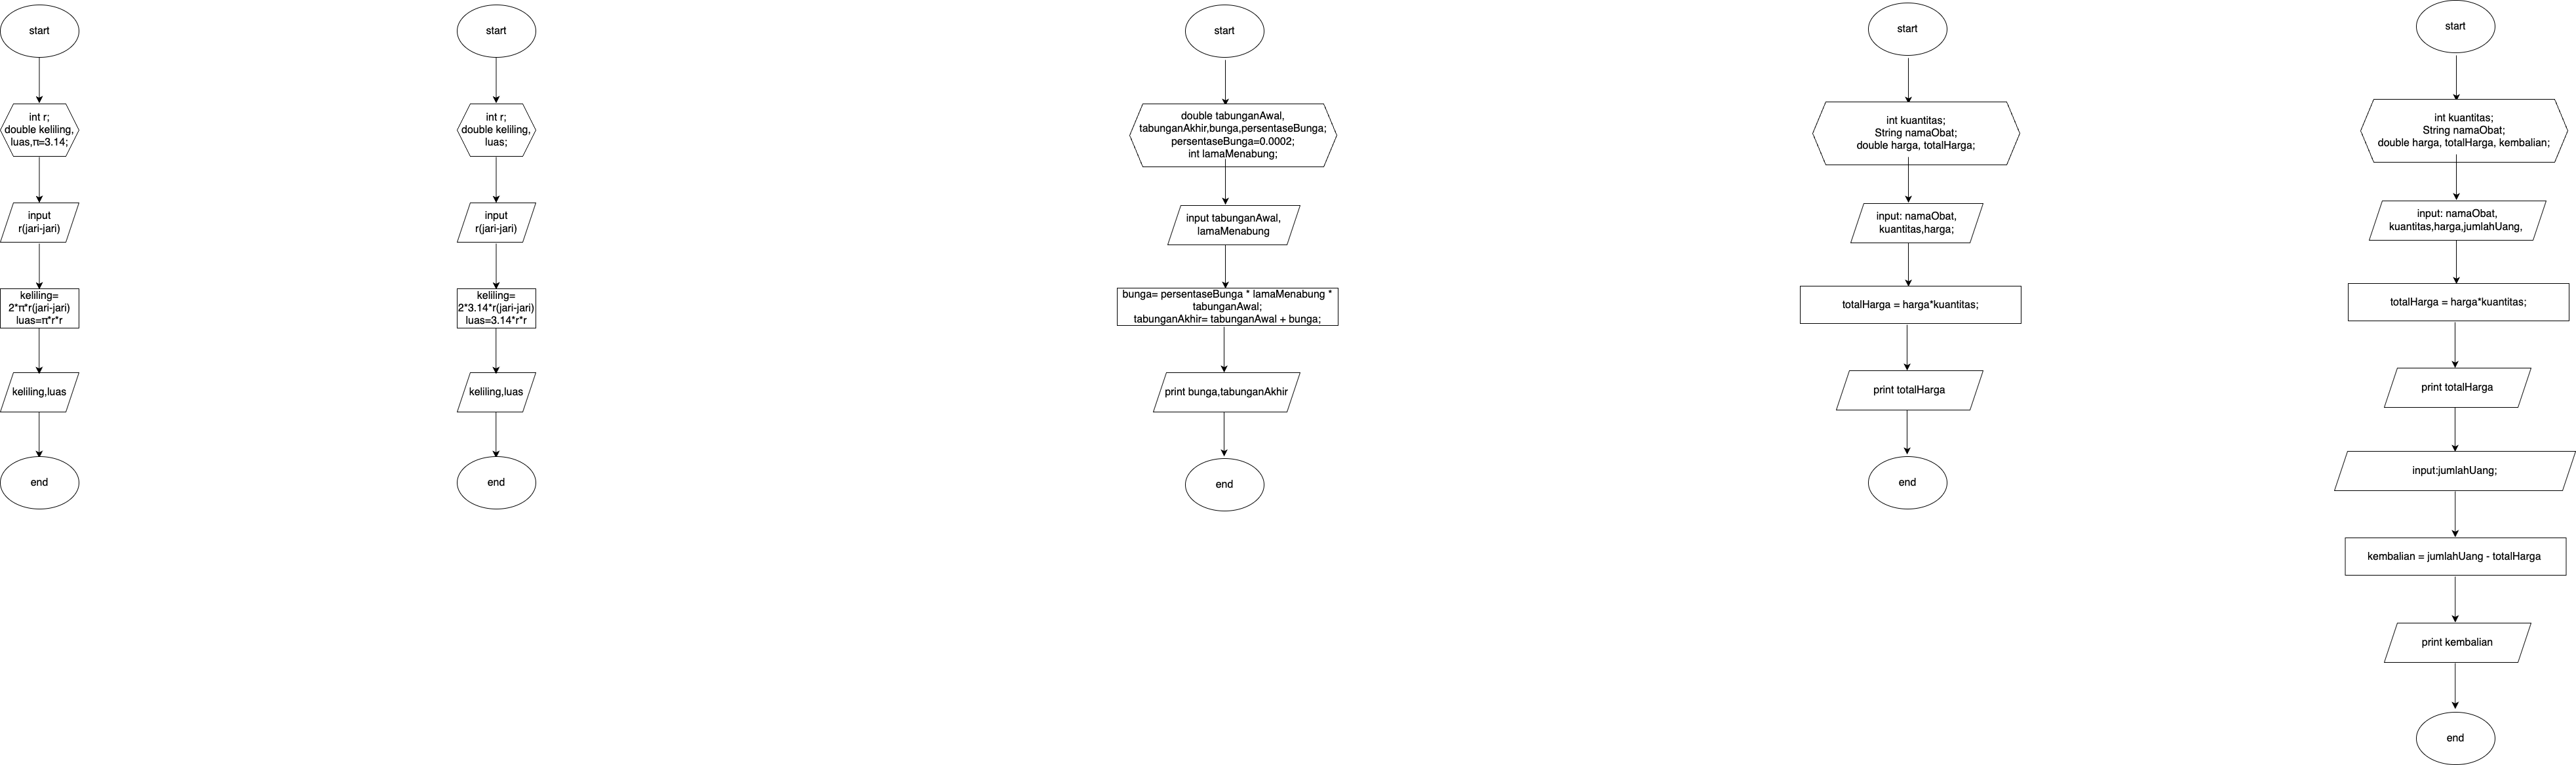 start
int r;
double keliling,
luas,π=3.14;
input
r(jari-jari)
keliling=
2*π*r(jari-jari)
luas=π*r*r
keliling,luas
end
start
int r;
double keliling,
luas;
input
r(jari-jari)
keliling=
2*3.14*r(jari-jari)
luas=3.14*r*r
keliling,luas
end
start
double tabunganAwal,
tabunganAkhir,bunga,persentaseBunga;
persentaseBunga=0.0002;
int lamaMenabung;
input tabunganAwal,
lamaMenabung
bunga= persentaseBunga * lamaMenabung *
tabunganAwal;
tabunganAkhir= tabunganAwal + bunga;
print bunga,tabunganAkhir
end
start
int kuantitas;
String namaObat;
double harga, totalHarga;
input: namaObat,
kuantitas,harga;
totalHarga = harga*kuantitas;
print totalHarga
end
start
int kuantitas;
String namaObat;
double harga, totalHarga, kembalian;
input: namaObat,
kuantitas,harga,jumlahUang,
totalHarga = harga*kuantitas;
print totalHarga
input:jumlahUang;
kembalian = jumlahUang - totalHarga
print kembalian
end